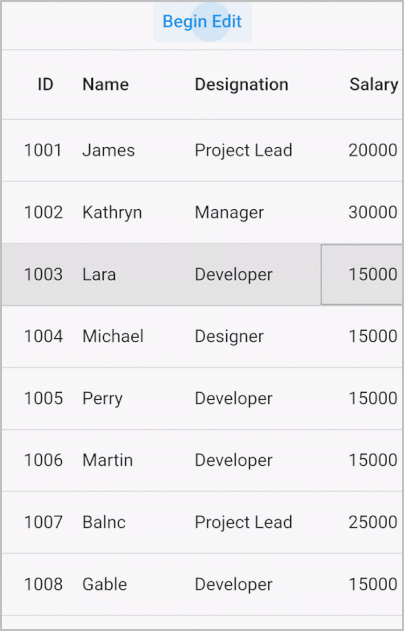 Begin Edit
ID Name Designation Salary
1001 James Project Lead 20000
1002 Kathryn Manager 30000
1003 Lara Developer 15000
1004 Michael Designer 15000
1005 Perry Developer 15000
1006 Martin Developer 15000
1007 Balnc Project Lead 25000
1008 Gable Developer 15000